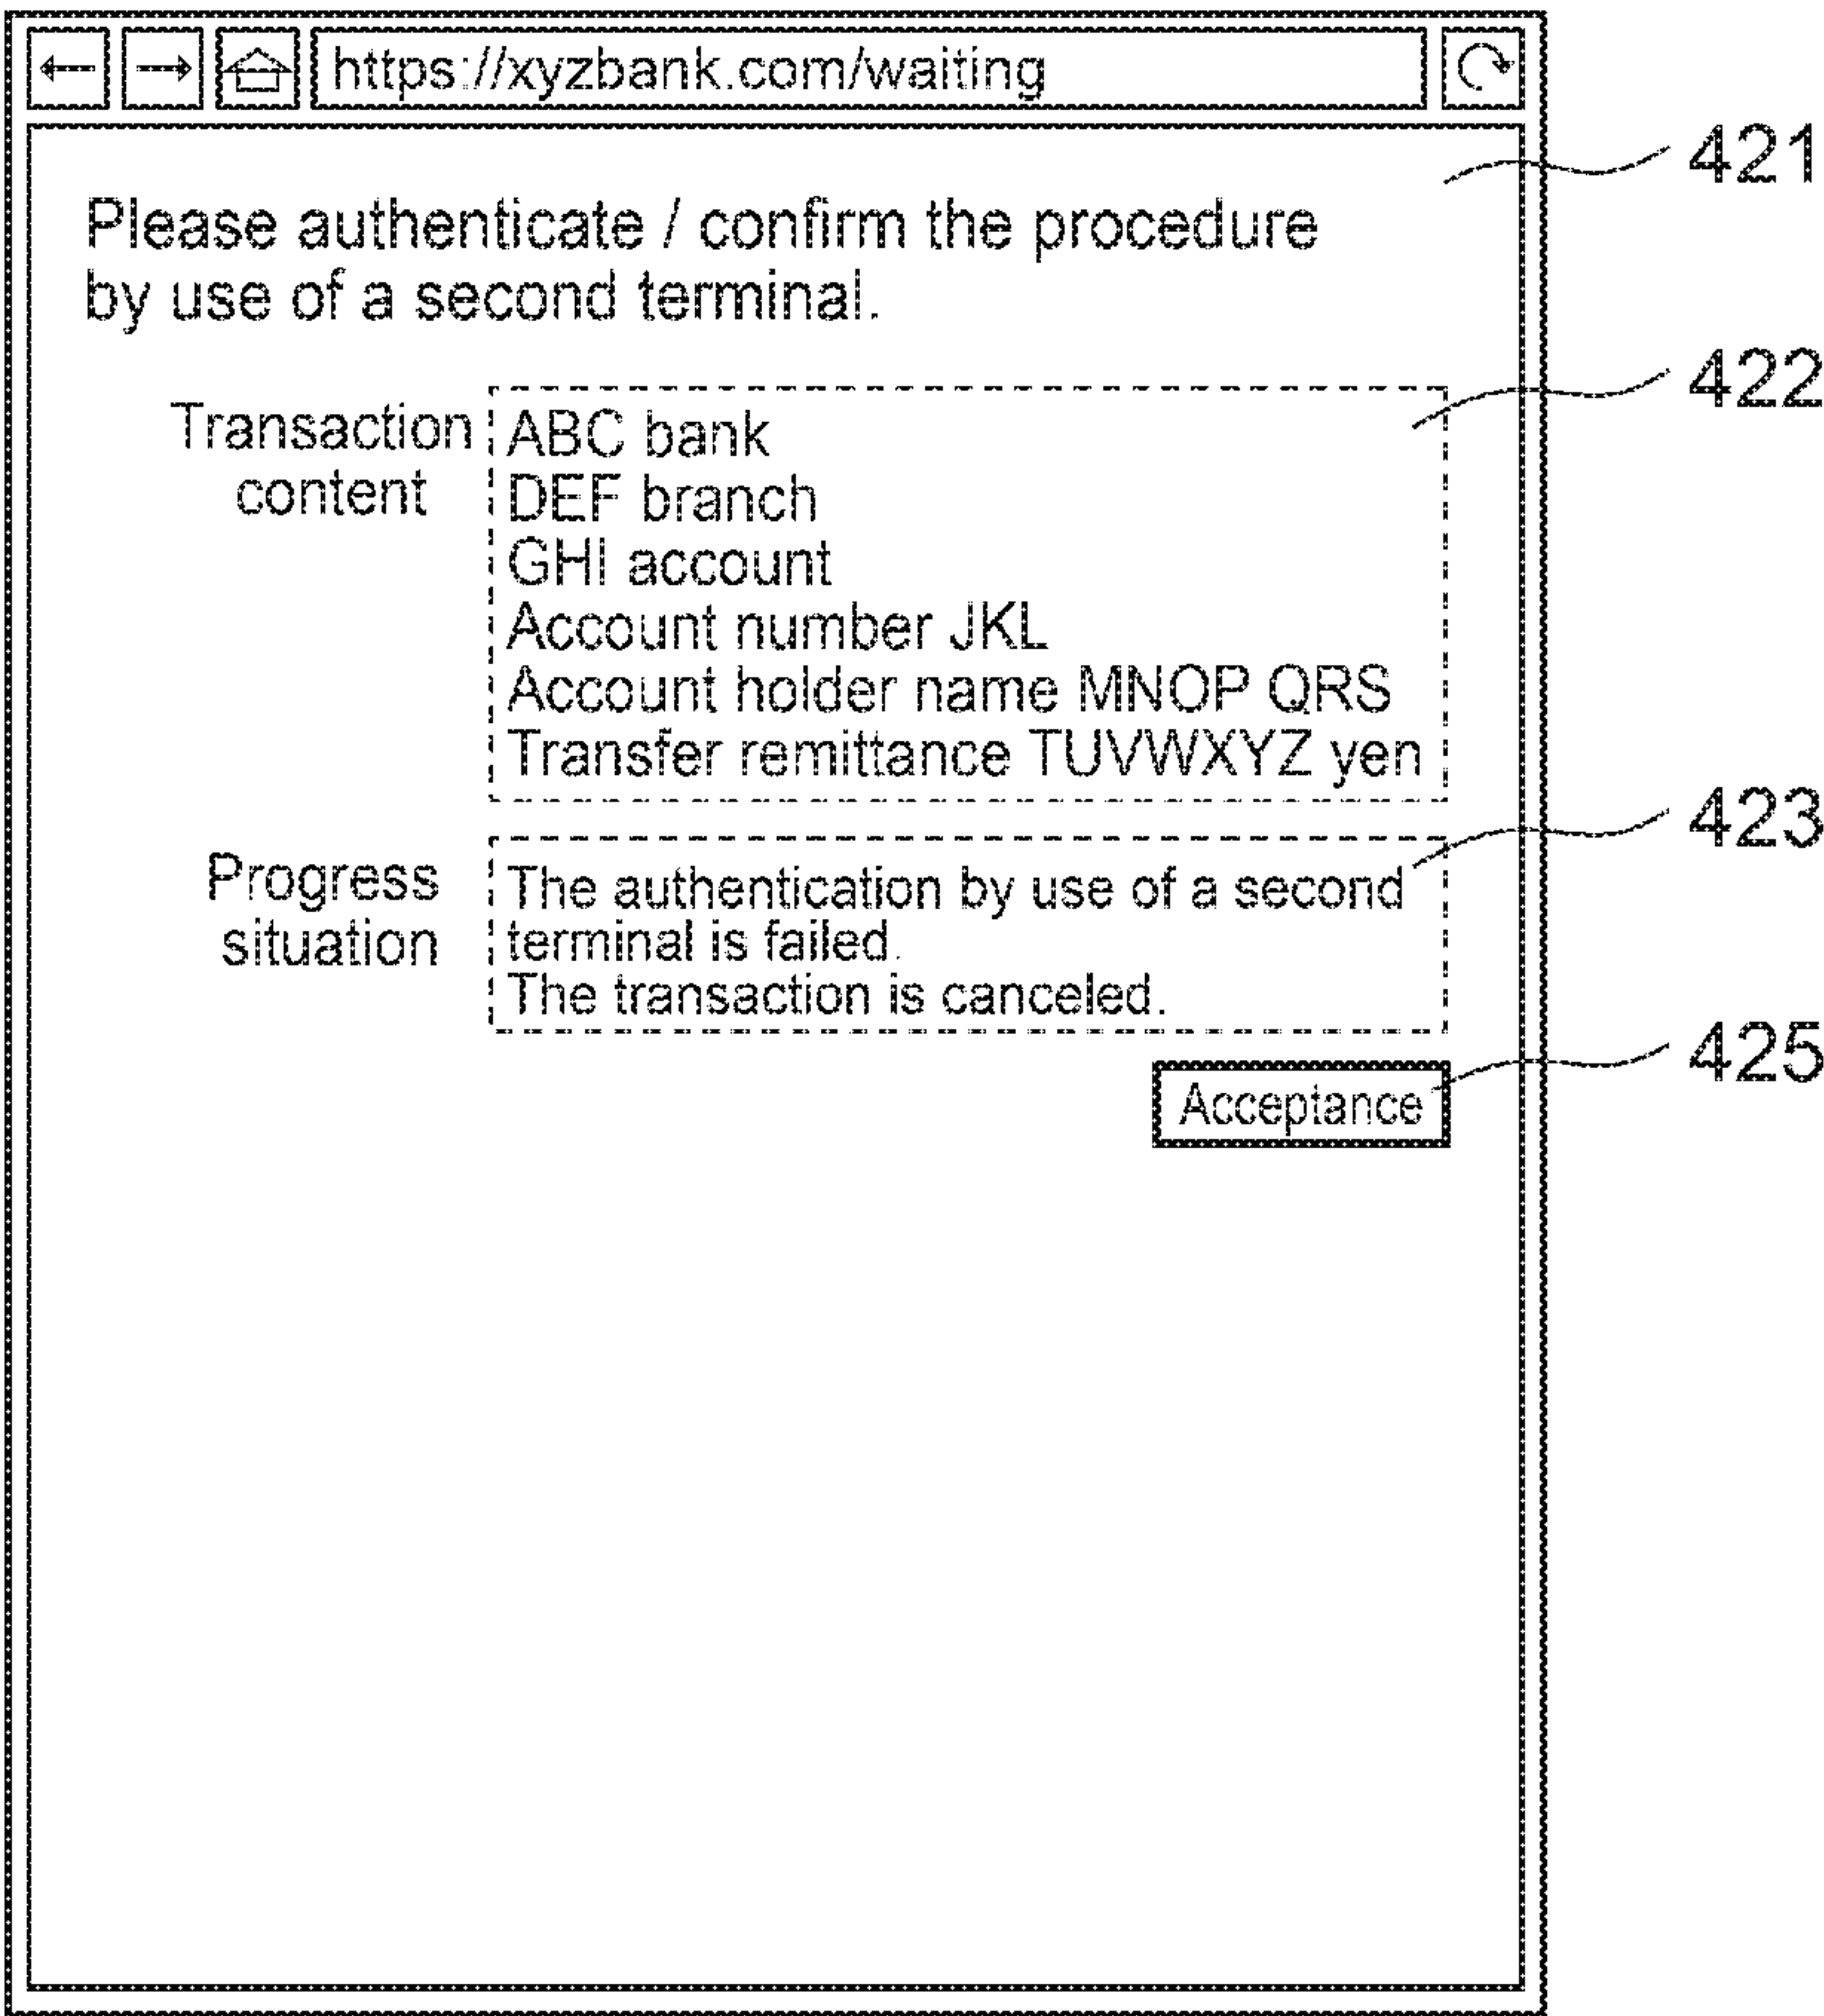 https://xyzbank.com/waiting
421
Please authenticate / confirm the procedure
by use of a second terminal.
422
Transaction
content
ABC bank
DEF branch
GHI account
Account number JKL
Account holder name MNOP QRS
Transfer remittance TUVWXYZ yen
423
Progress
situation
The authentication by use of a second
terminal is failed.
The transaction is canceled.
425
Acceptance